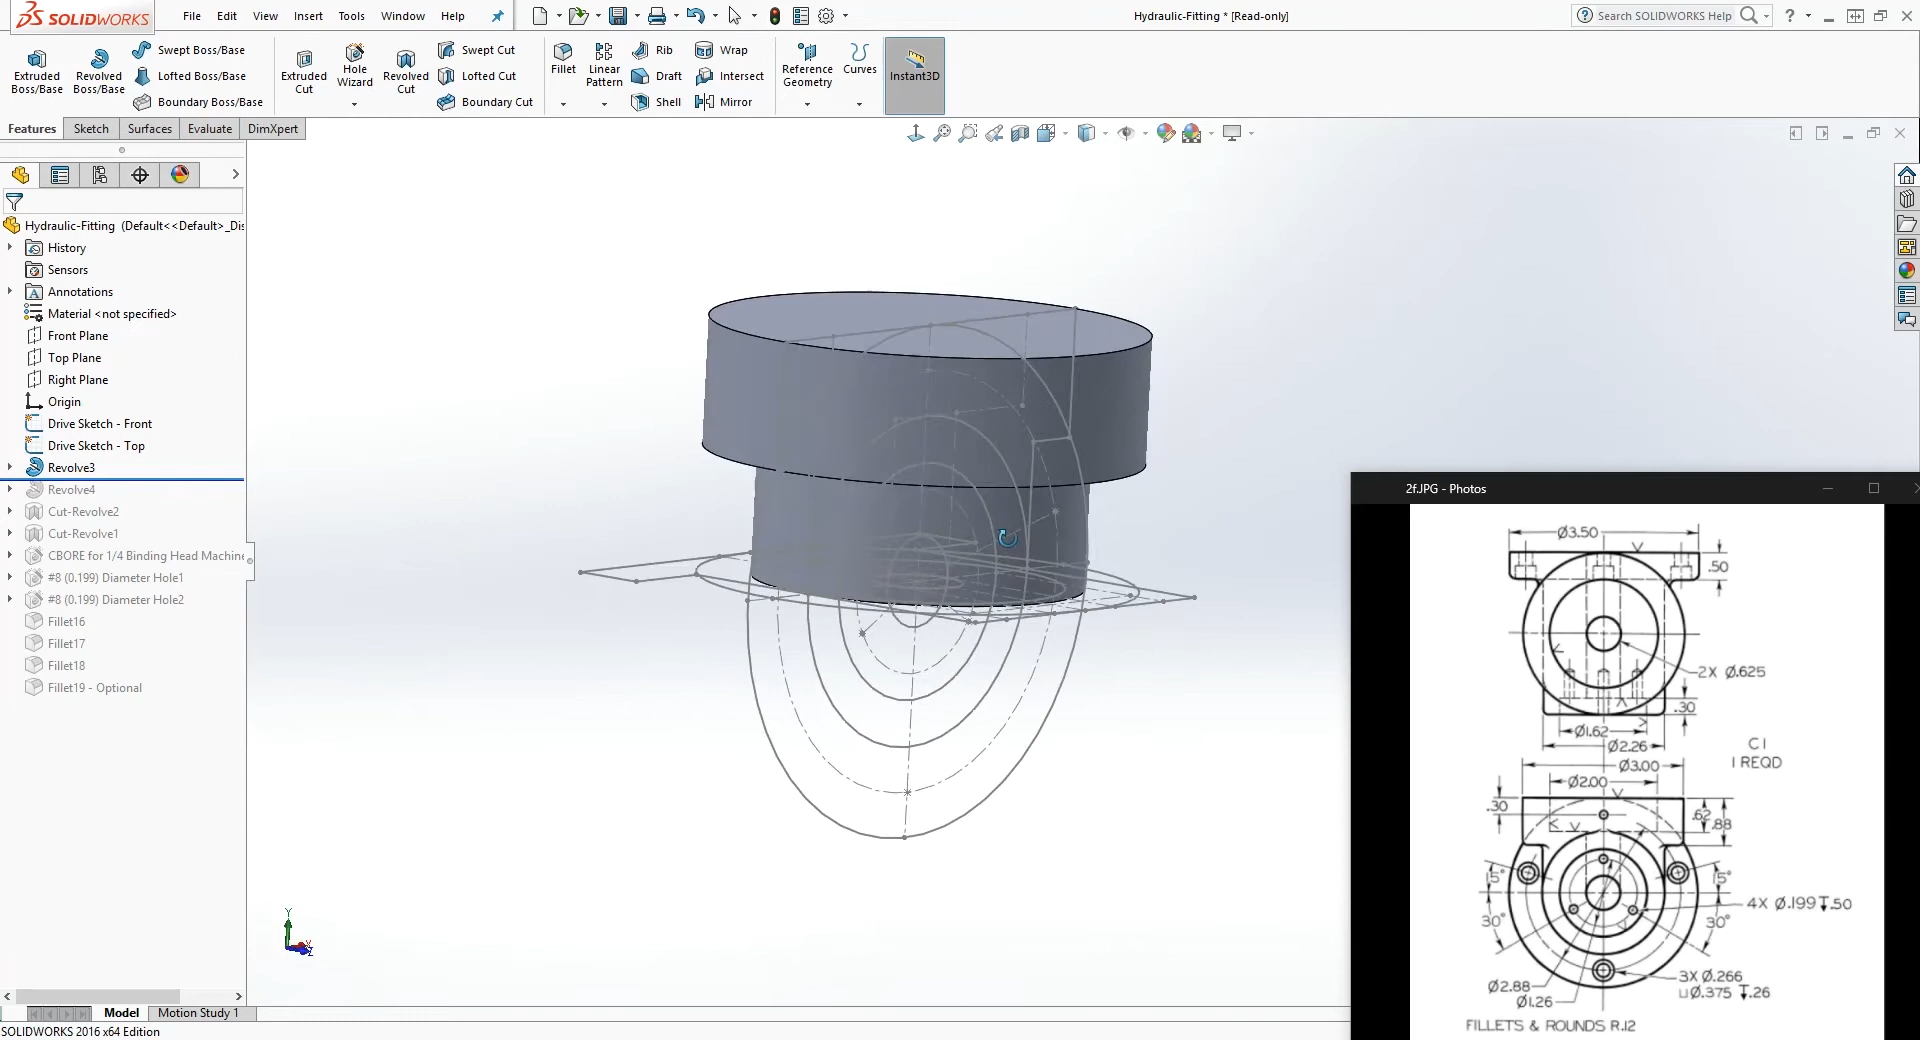 SOLIDWORKS File Edit View Insert Tools Window Help Hydraulic-Fitting * [Read-only] Search SOLIDWORKS Help
Extruded Boss/Base
Revolved Boss/Base
Swept Boss/Base
Lofted Boss/Base
Boundary Boss/Base
Extruded Cut
Hole Wizard
Revolved Cut
Swept Cut
Lofted Cut
Boundary Cut
Fillet
Linear Pattern
Rib
Draft
Shell
Wrap
Intersect
Mirror
Reference Geometry
Curves
Instant3D
Features Sketch Surfaces Evaluate DimXpert
Hydraulic-Fitting (Default<<Default>_Dis
History
Sensors
Annotations
Material <not specified>
Front Plane
Top Plane
Right Plane
Origin
Drive Sketch - Front
Drive Sketch - Top
Revolve3
Revolve4
Cut-Revolve2
Cut-Revolve1
CBORE for 1/4 Binding Head Machine
#8 (0.199) Diameter Hole1
#8 (0.199) Diameter Hole2
Fillet16
Fillet17
Fillet18
Fillet19 - Optional
Y
X
Z
Model Motion Study 1
SOLIDWORKS 2016 x64 Edition
2f.JPG - Photos
Ø3.50
.50
2X Ø.625
.30
Ø1.62
Ø2.26
CI
1 REQD
Ø3.00
Ø2.00
.30
.62
.88
15°
15°
4X Ø.199↧.50
30°
30°
3X Ø.266
Ø2.88
⌴Ø.375 ↧.26
Ø1.26
FILLETS & ROUNDS R.12